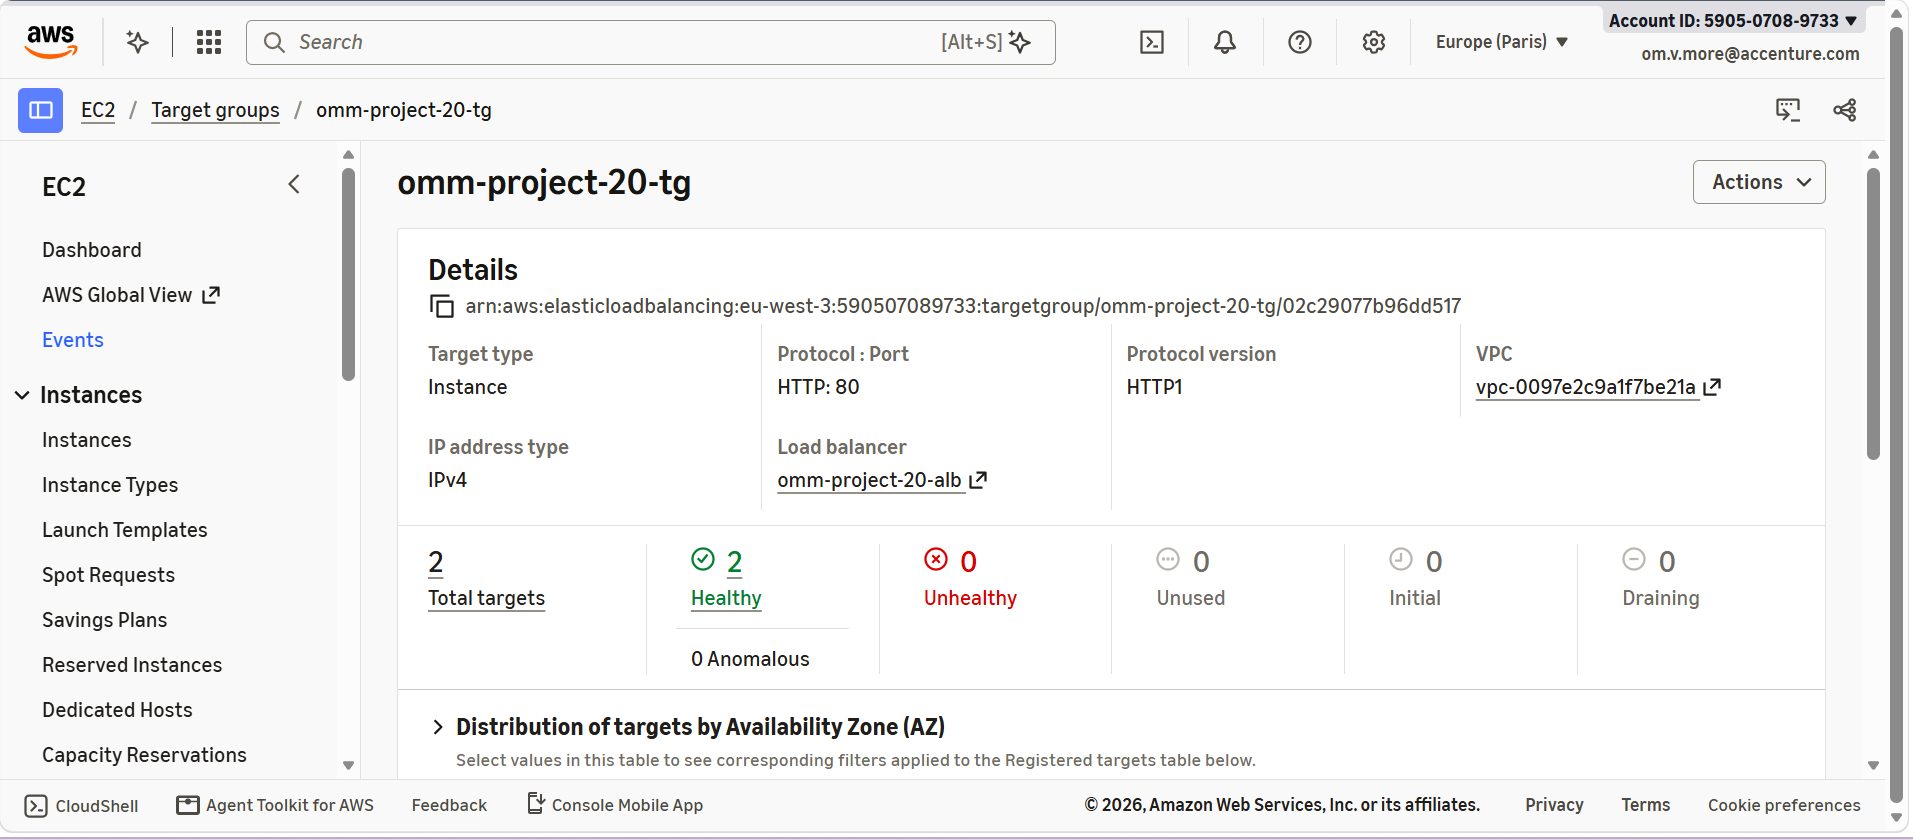 aws
Search [Alt+S]
Europe (Paris)
Account ID: 5905-0708-9733
om.v.more@accenture.com
EC2 / Target groups / omm-project-20-tg
EC2
Dashboard
AWS Global View
Events
Instances
Instances
Instance Types
Launch Templates
Spot Requests
Savings Plans
Reserved Instances
Dedicated Hosts
Capacity Reservations
omm-project-20-tg
Actions
Details
arn:aws:elasticloadbalancing:eu-west-3:590507089733:targetgroup/omm-project-20-tg/02c29077b96dd517
Target type
Instance
Protocol : Port
HTTP: 80
Protocol version
HTTP1
VPC
vpc-0097e2c9a1f7be21a
IP address type
IPv4
Load balancer
omm-project-20-alb
2
Total targets
2
Healthy
0 Anomalous
0
Unhealthy
0
Unused
0
Initial
0
Draining
Distribution of targets by Availability Zone (AZ)
Select values in this table to see corresponding filters applied to the Registered targets table below.
CloudShell
Agent Toolkit for AWS
Feedback
Console Mobile App
© 2026, Amazon Web Services, Inc. or its affiliates.
Privacy
Terms
Cookie preferences